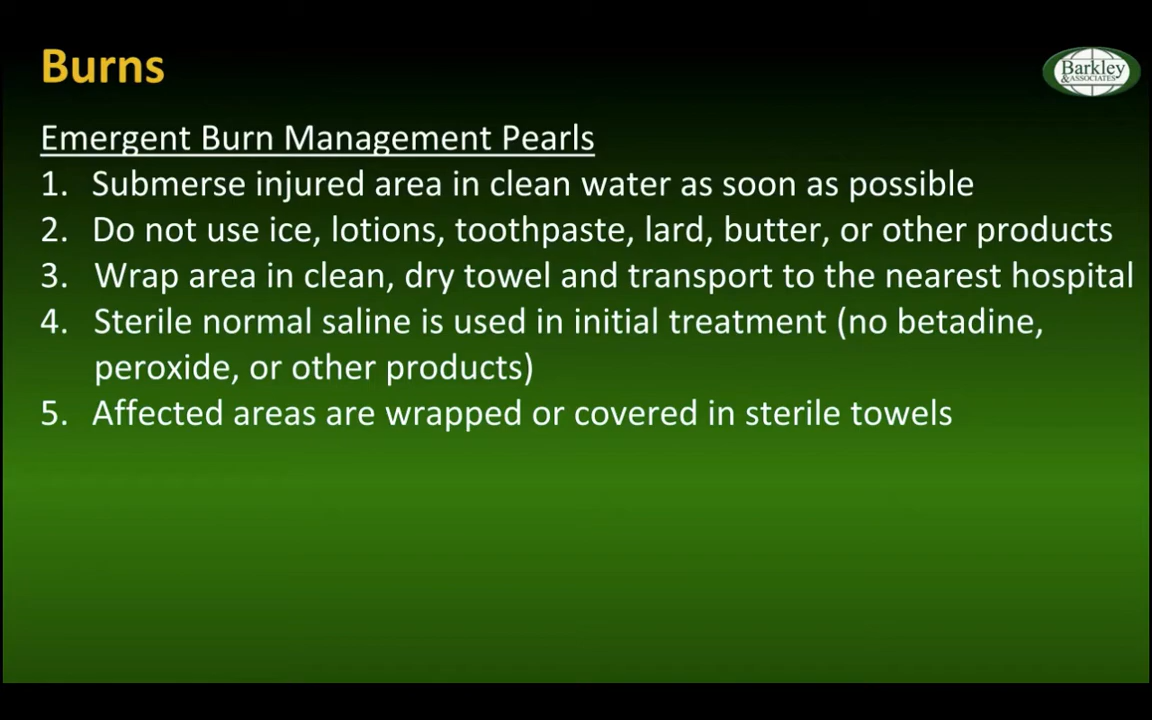 Burns
Barkley
& ASSOCIATES
Emergent Burn Management Pearls
1. Submerse injured area in clean water as soon as possible
2. Do not use ice, lotions, toothpaste, lard, butter, or other products
3. Wrap area in clean, dry towel and transport to the nearest hospital
4. Sterile normal saline is used in initial treatment (no betadine,
peroxide, or other products)
5. Affected areas are wrapped or covered in sterile towels